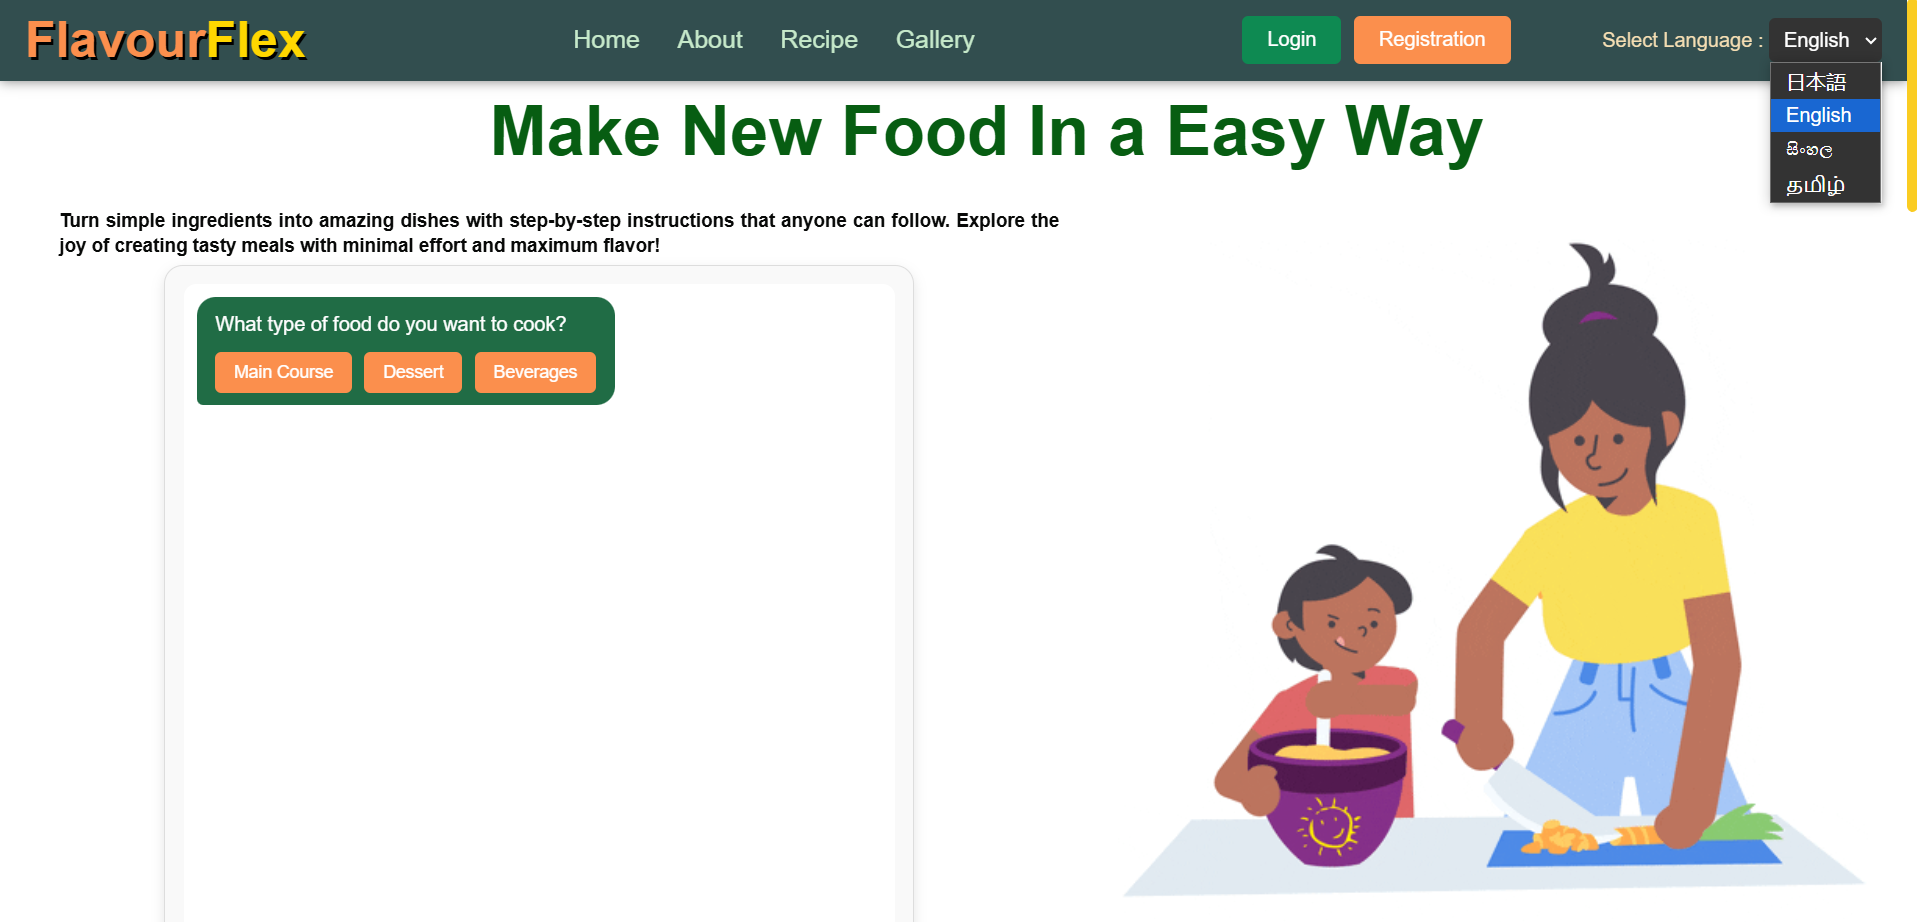 FlavourFlex
Home About Recipe Gallery
Login Registration
Select Language : English
日本語
English
සිංහල
தமிழ்
Make New Food In a Easy Way
Turn simple ingredients into amazing dishes with step-by-step instructions that anyone can follow. Explore the
joy of creating tasty meals with minimal effort and maximum flavor!
What type of food do you want to cook?
Main Course Dessert Beverages